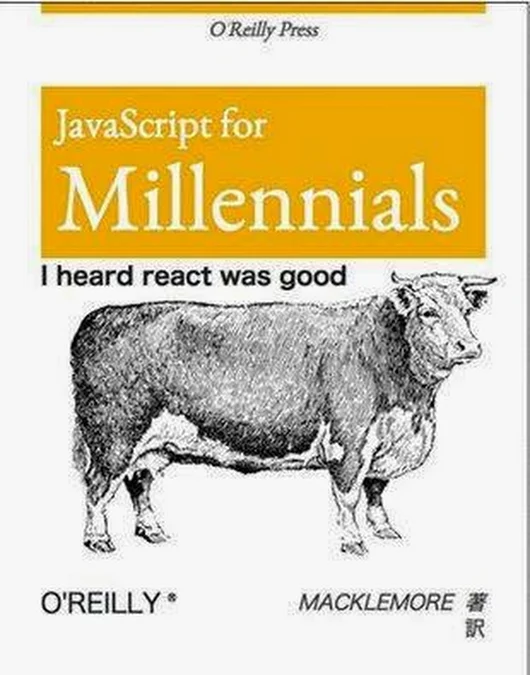 O'Reilly Press
JavaScript for
Millennials
I heard react was good
O'REILLY®
MACKLEMORE 著
訳